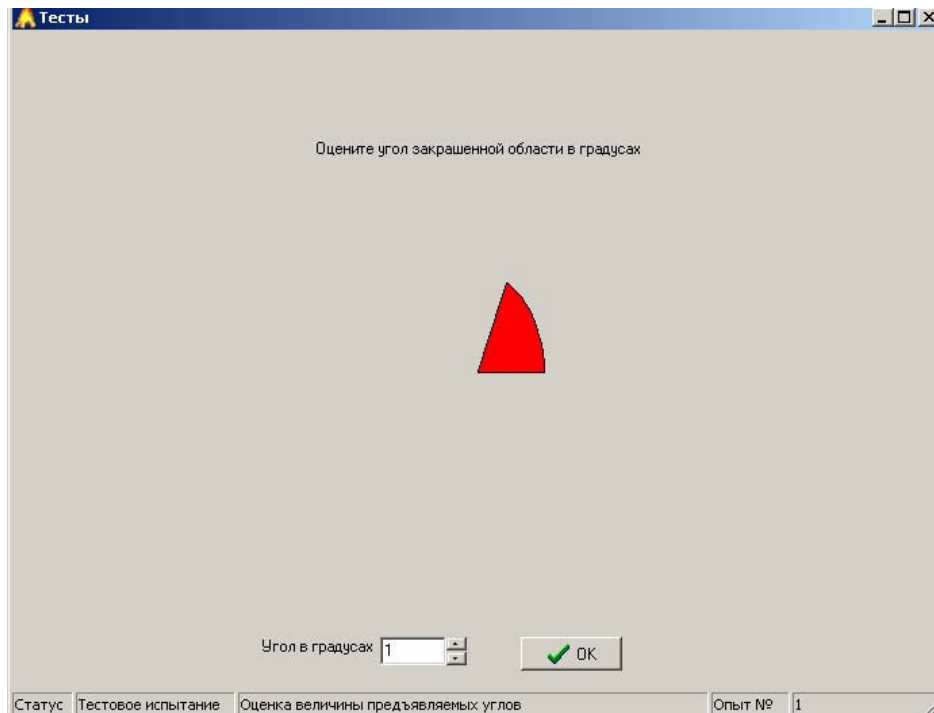 Тесты
Оцените угол закрашенной области в градусах
Угол в градусах 1 OK
Статус Тестовое испытание Оценка величины предъявляемых углов Опыт № 1